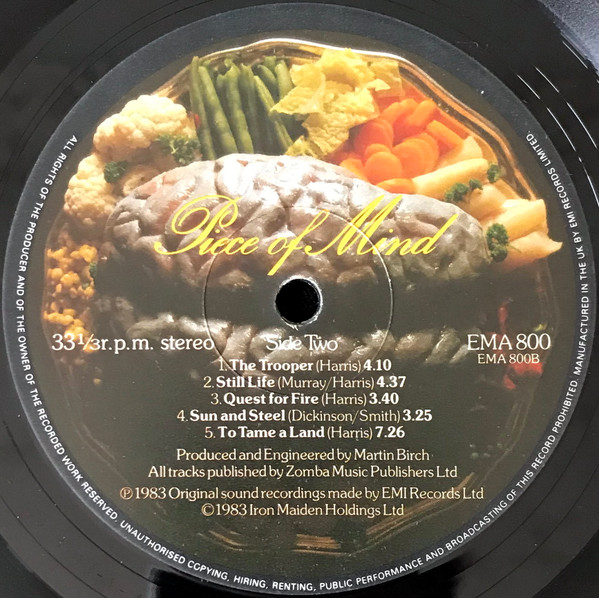 Piece of Mind
33⅓r.p.m. stereo
Side Two
EMA 800
EMA 800B
1. The Trooper (Harris) 4.10
2. Still Life (Murray/Harris) 4.37
3. Quest for Fire (Harris) 3.40
4. Sun and Steel (Dickinson/Smith) 3.25
5. To Tame a Land (Harris) 7.26
Produced and Engineered by Martin Birch
All tracks published by Zomba Music Publishers Ltd
℗1983 Original sound recordings made by EMI Records Ltd
©1983 Iron Maiden Holdings Ltd
ALL RIGHTS OF THE PRODUCER AND OF THE OWNER OF THE RECORDED WORK RESERVED. UNAUTHORISED COPYING, HIRING, RENTING, PUBLIC PERFORMANCE AND BROADCASTING OF THIS RECORD PROHIBITED. MANUFACTURED IN THE UK BY EMI RECORDS LIMITED.